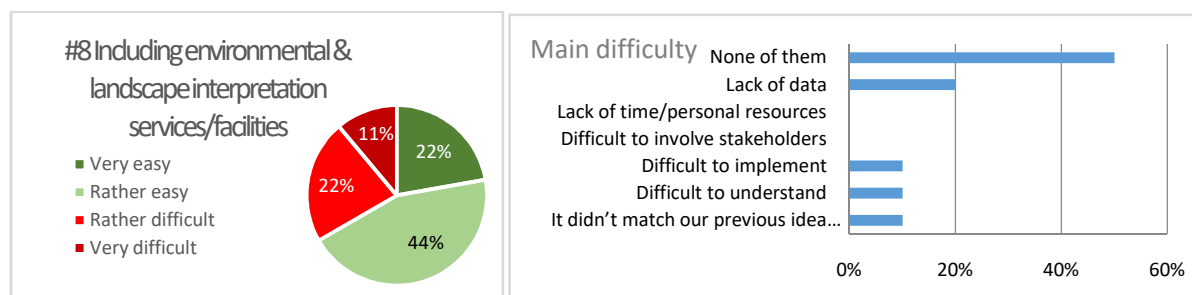 #8 Including environmental &
landscape interpretation
services/facilities
Very easy
Rather easy
Rather difficult
Very difficult
11%
22%
22%
44%
Main difficulty
None of them
Lack of data
Lack of time/personal resources
Difficult to involve stakeholders
Difficult to implement
Difficult to understand
It didn’t match our previous idea…
0% 20% 40% 60%